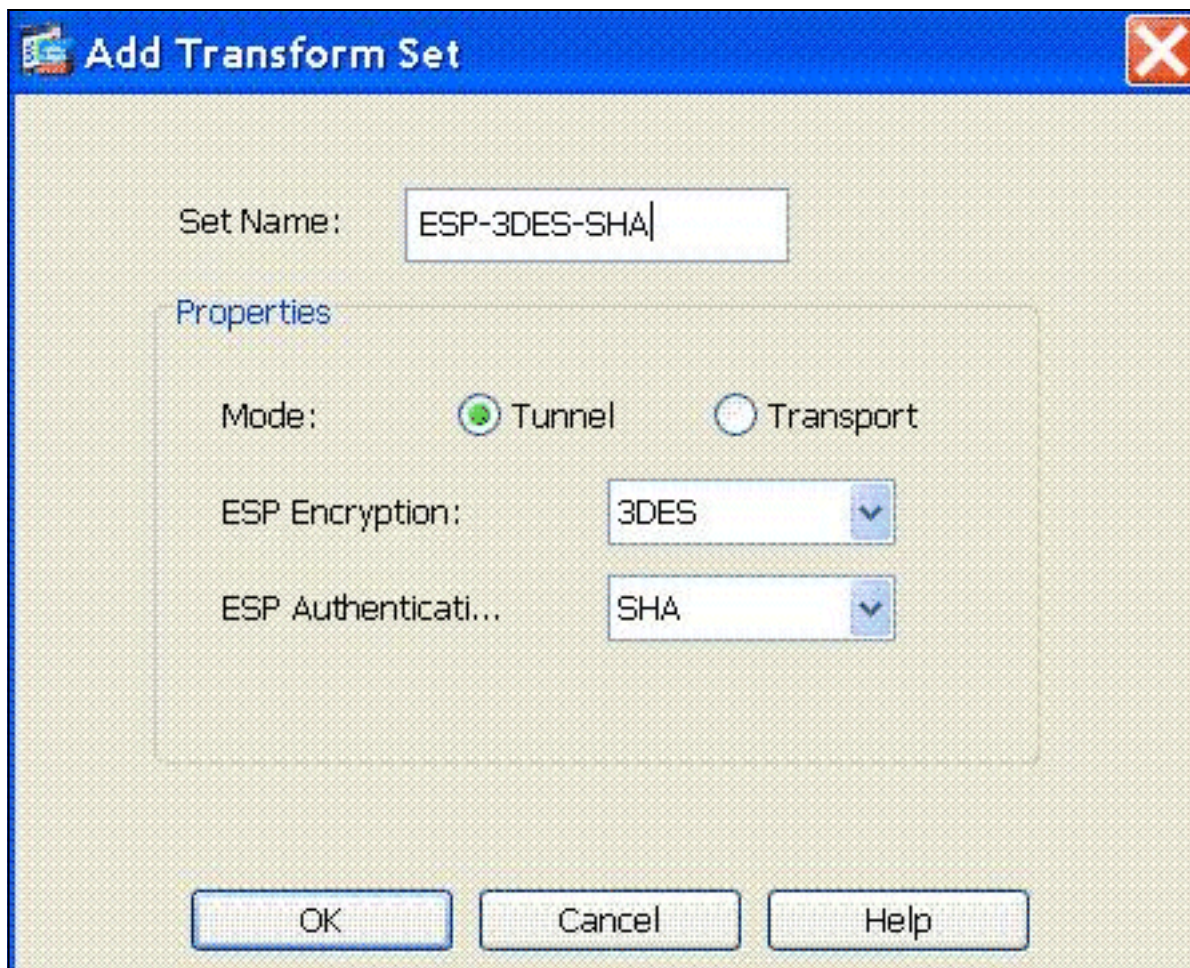 Add Transform Set
Set Name: ESP-3DES-SHA
Properties
Mode: Tunnel Transport
ESP Encryption: 3DES
ESP Authenticati... SHA
OK Cancel Help